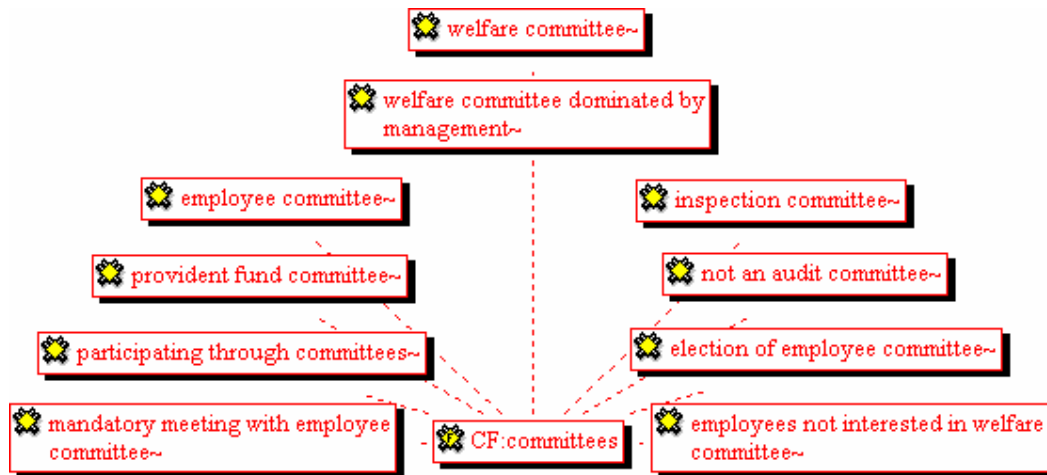 welfare committee~
welfare committee dominated by
management~
employee committee~
inspection committee~
provident fund committee~
not an audit committee~
participating through committees~
election of employee committee~
mandatory meeting with employee
committee~
CF:committees
employees not interested in welfare
committee~